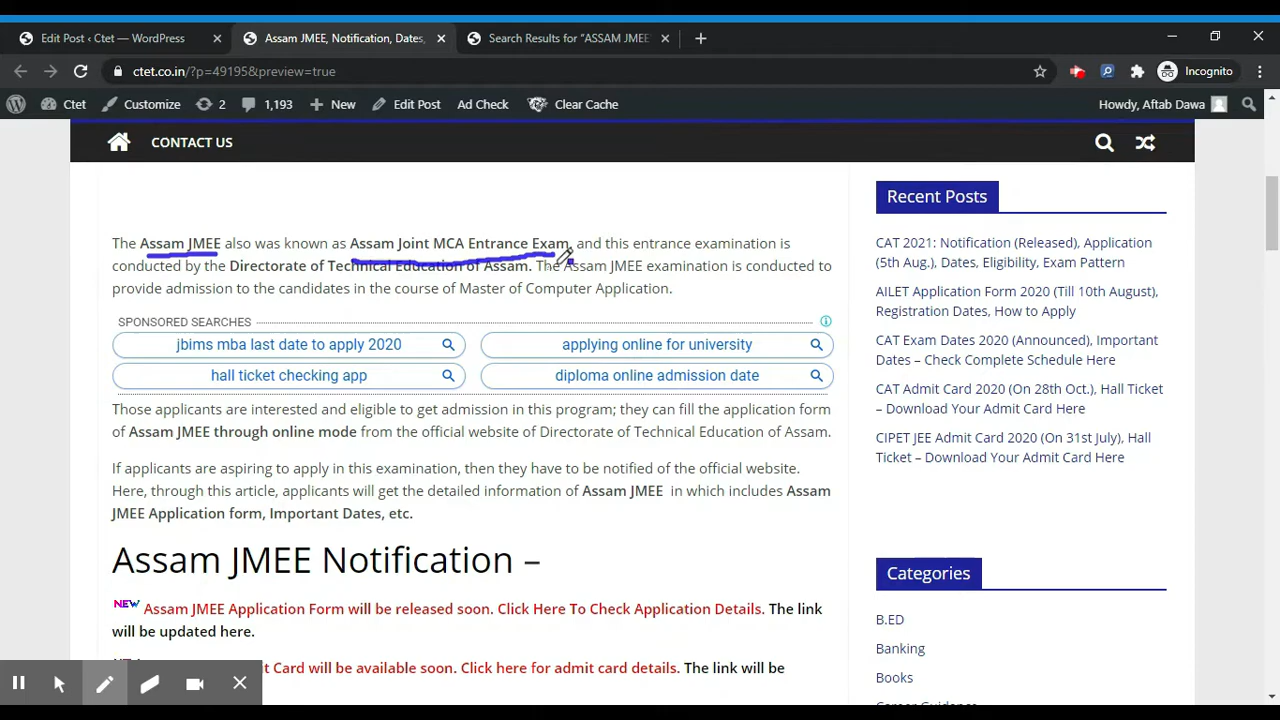 Edit Post ‹ Ctet — WordPress
Assam JMEE, Notification, Dates,
Search Results for "ASSAM JMEE
ctet.co.in/?p=49195&preview=true
Incognito
Ctet
Customize
2
1,193
New
Edit Post
Ad Check
Clear Cache
Howdy, Aftab Dawa
CONTACT US
The Assam JMEE also was known as Assam Joint MCA Entrance Exam, and this entrance examination is
conducted by the Directorate of Technical Education of Assam. The Assam JMEE examination is conducted to
provide admission to the candidates in the course of Master of Computer Application.
SPONSORED SEARCHES
jbims mba last date to apply 2020
applying online for university
hall ticket checking app
diploma online admission date
Those applicants are interested and eligible to get admission in this program; they can fill the application form
of Assam JMEE through online mode from the official website of Directorate of Technical Education of Assam.
If applicants are aspiring to apply in this examination, then they have to be notified of the official website.
Here, through this article, applicants will get the detailed information of Assam JMEE in which includes Assam
JMEE Application form, Important Dates, etc.
Assam JMEE Notification –
NEW Assam JMEE Application Form will be released soon. Click Here To Check Application Details. The link
will be updated here.
t Card will be available soon. Click here for admit card details. The link will be
Recent Posts
CAT 2021: Notification (Released), Application
(5th Aug.), Dates, Eligibility, Exam Pattern
AILET Application Form 2020 (Till 10th August),
Registration Dates, How to Apply
CAT Exam Dates 2020 (Announced), Important
Dates – Check Complete Schedule Here
CAT Admit Card 2020 (On 28th Oct.), Hall Ticket
– Download Your Admit Card Here
CIPET JEE Admit Card 2020 (On 31st July), Hall
Ticket – Download Your Admit Card Here
Categories
B.ED
Banking
Books